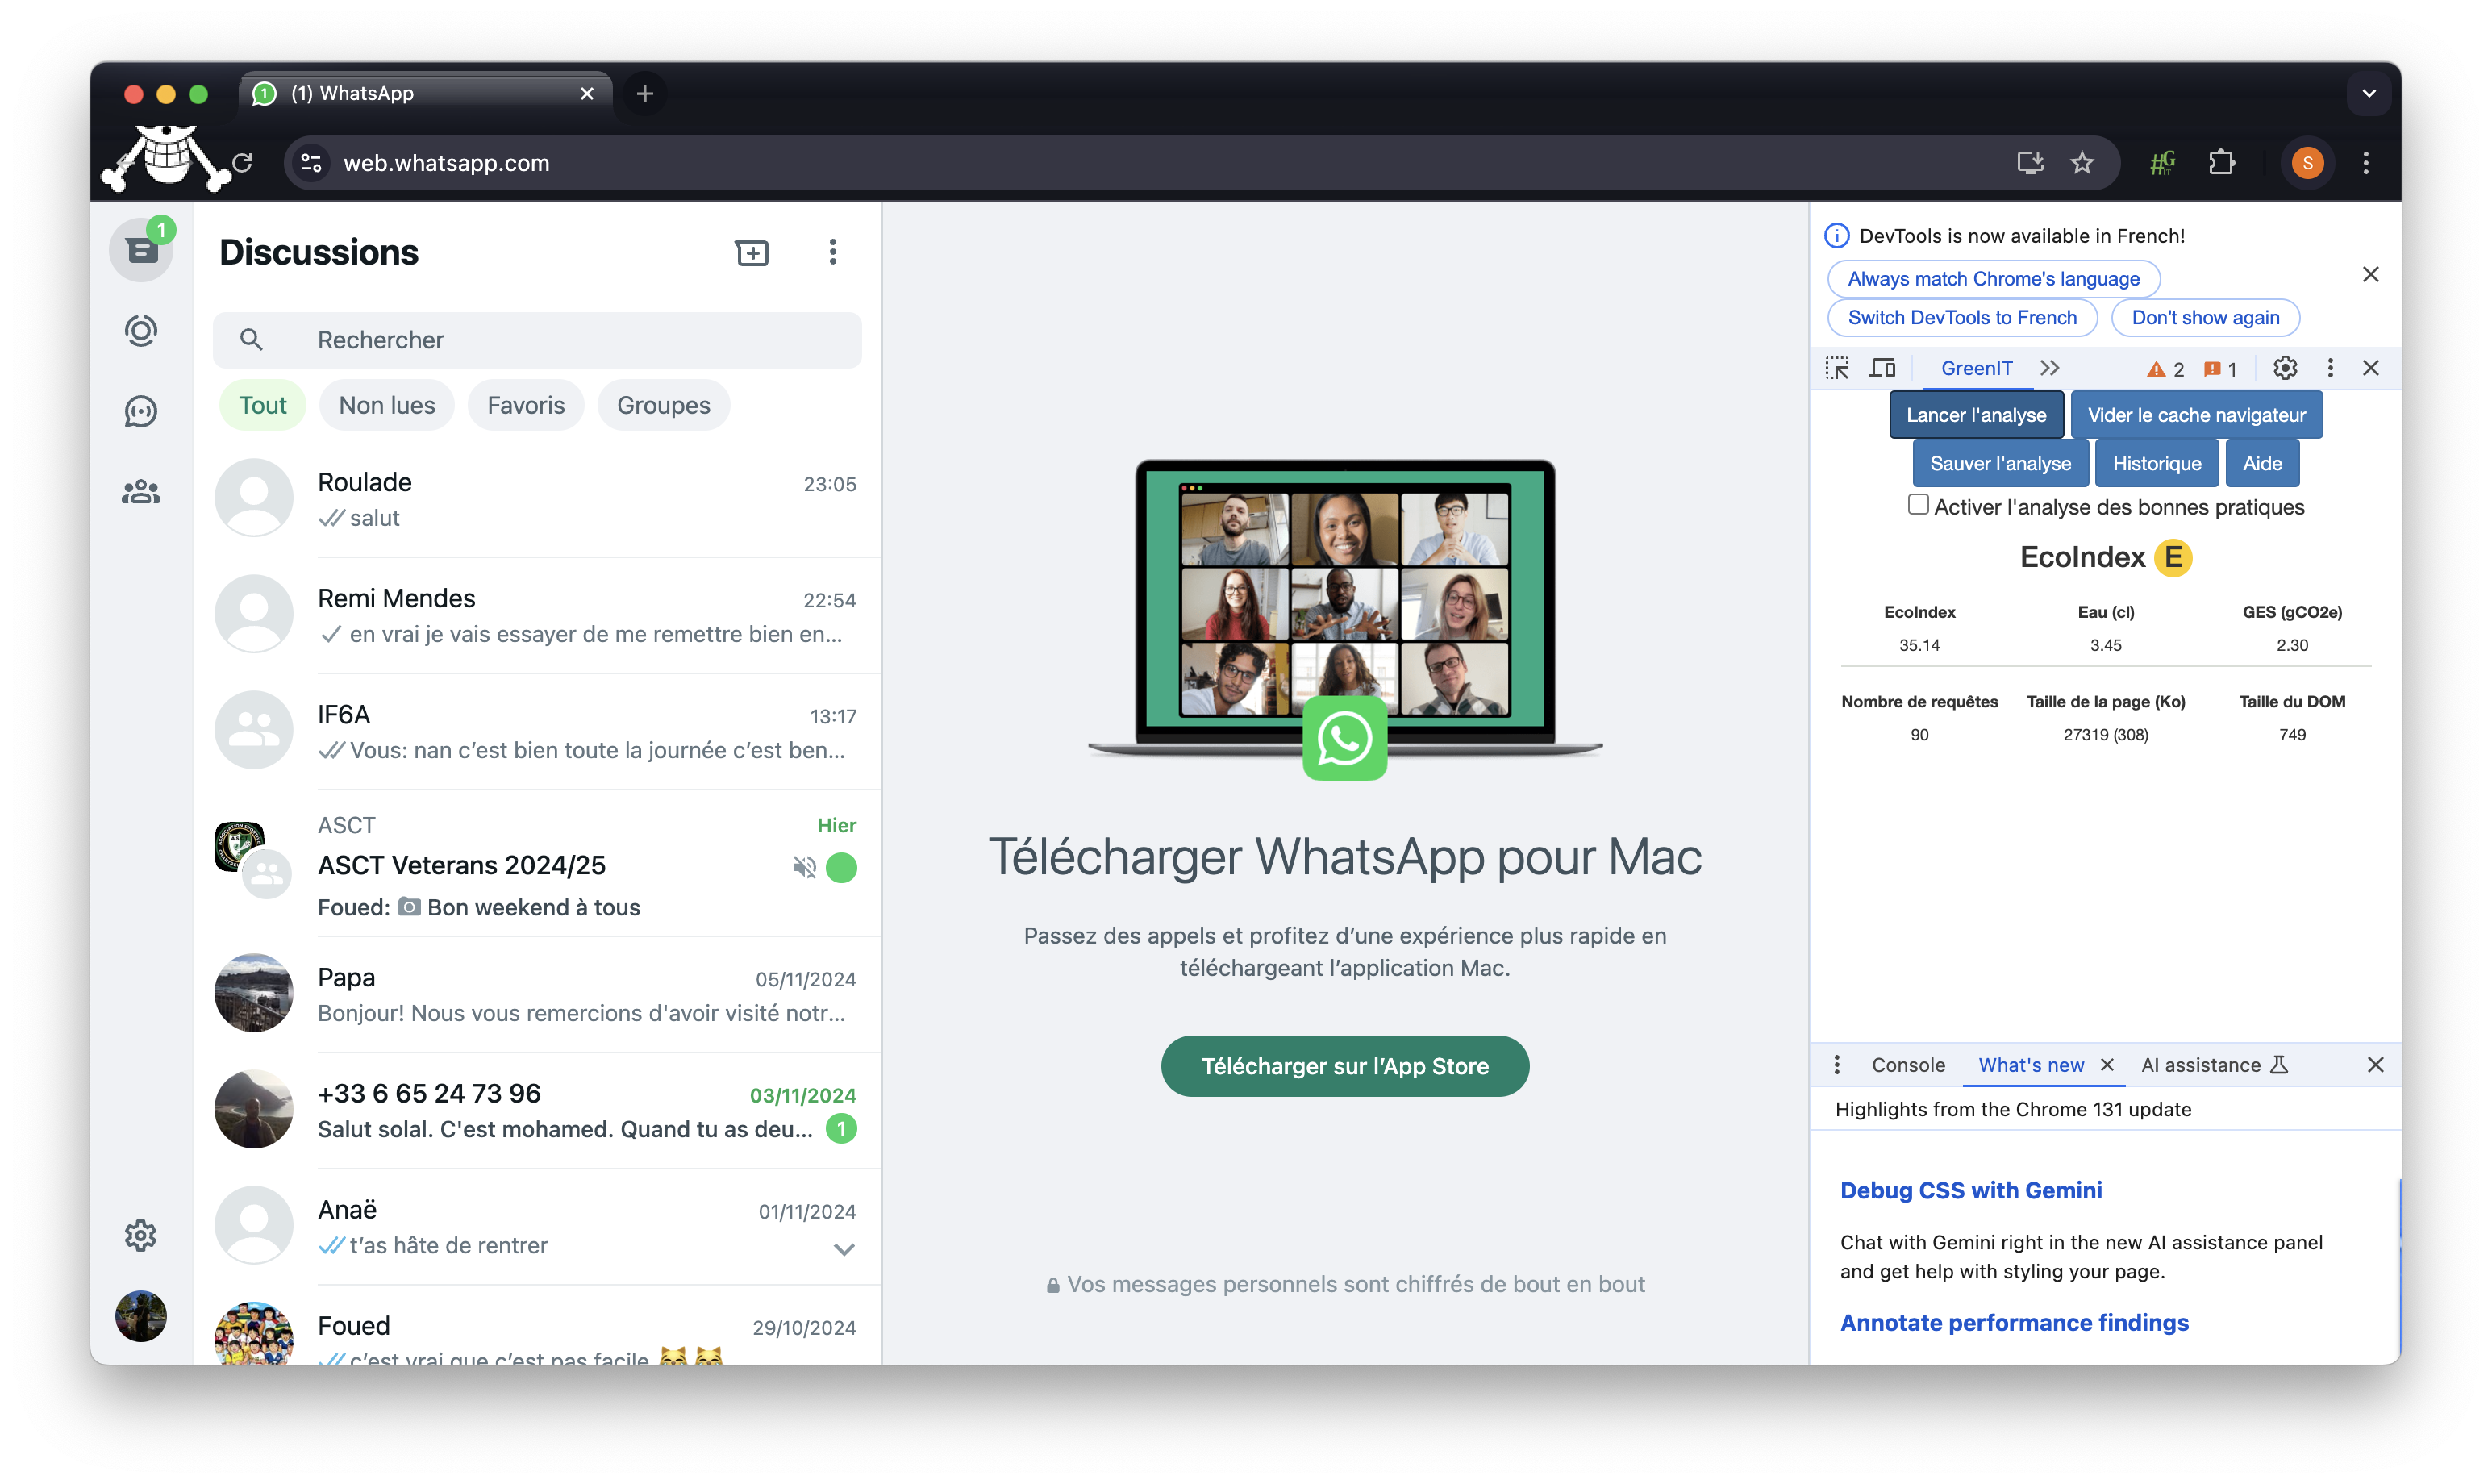 (1) WhatsApp
web.whatsapp.com
S
1
Discussions
Rechercher
Tout
Non lues
Favoris
Groupes
Roulade
23:05
salut
Remi Mendes
22:54
en vrai je vais essayer de me remettre bien en...
IF6A
13:17
Vous: nan c’est bien toute la journée c’est ben...
ASCT
Hier
ASCT Veterans 2024/25
Foued: Bon weekend à tous
Papa
05/11/2024
Bonjour! Nous vous remercions d'avoir visité notr...
+33 6 65 24 73 96
03/11/2024
Salut solal. C'est mohamed. Quand tu as deu...
1
Anaë
01/11/2024
t’as hâte de rentrer
Foued
29/10/2024
c’est vrai que c’est pas facile 😹 😹
Télécharger WhatsApp pour Mac
Passez des appels et profitez d’une expérience plus rapide en
téléchargeant l’application Mac.
Télécharger sur l’App Store
Vos messages personnels sont chiffrés de bout en bout
DevTools is now available in French!
Always match Chrome's language
Switch DevTools to French
Don't show again
GreenIT
2
1
Lancer l'analyse
Vider le cache navigateur
Sauver l'analyse
Historique
Aide
Activer l'analyse des bonnes pratiques
EcoIndex E
EcoIndex
Eau (cl)
GES (gCO2e)
35.14
3.45
2.30
Nombre de requêtes
Taille de la page (Ko)
Taille du DOM
90
27319 (308)
749
Console
What's new
AI assistance
Highlights from the Chrome 131 update
Debug CSS with Gemini
Chat with Gemini right in the new AI assistance panel
and get help with styling your page.
Annotate performance findings